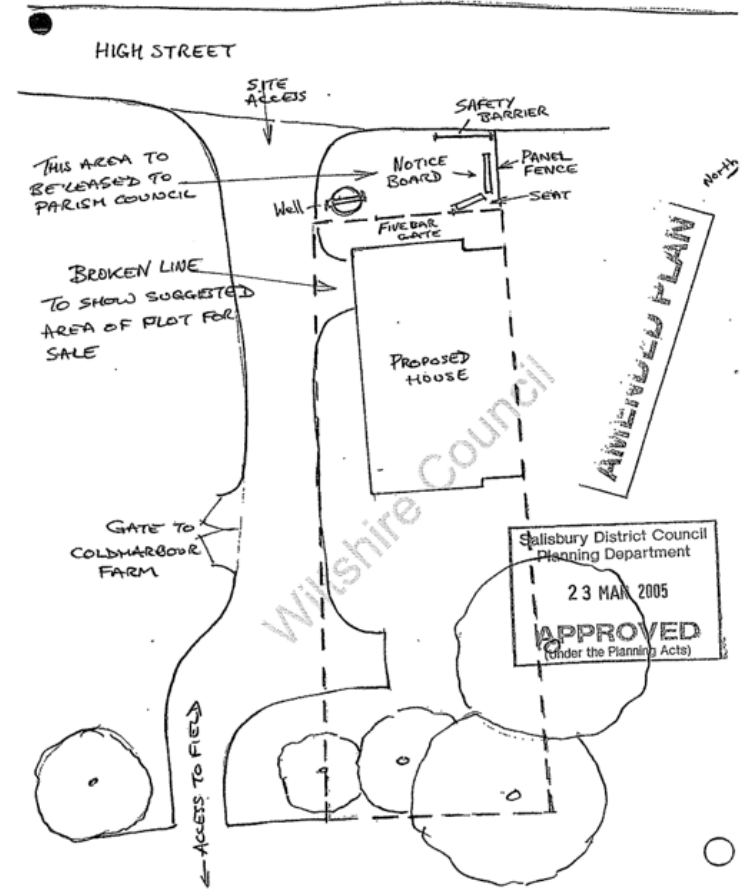 HIGH STREET
SITE
ACCESS
SAFETY
BARRIER
THIS AREA TO
BE LEASED TO
PARISH COUNCIL
NOTICE
BOARD
PANEL
FENCE
SEAT
Well
FIVE BAR
GATE
North
BROKEN LINE
TO SHOW SUGGESTED
AREA OF PLOT FOR
SALE
PROPOSED
HOUSE
AMENDED PLAN
Wiltshire Council
GATE TO
COLDHARBOUR
FARM
Salisbury District Council
Planning Department
23 MAR 2005
APPROVED
(Under the Planning Acts)
ACCESS TO FIELD